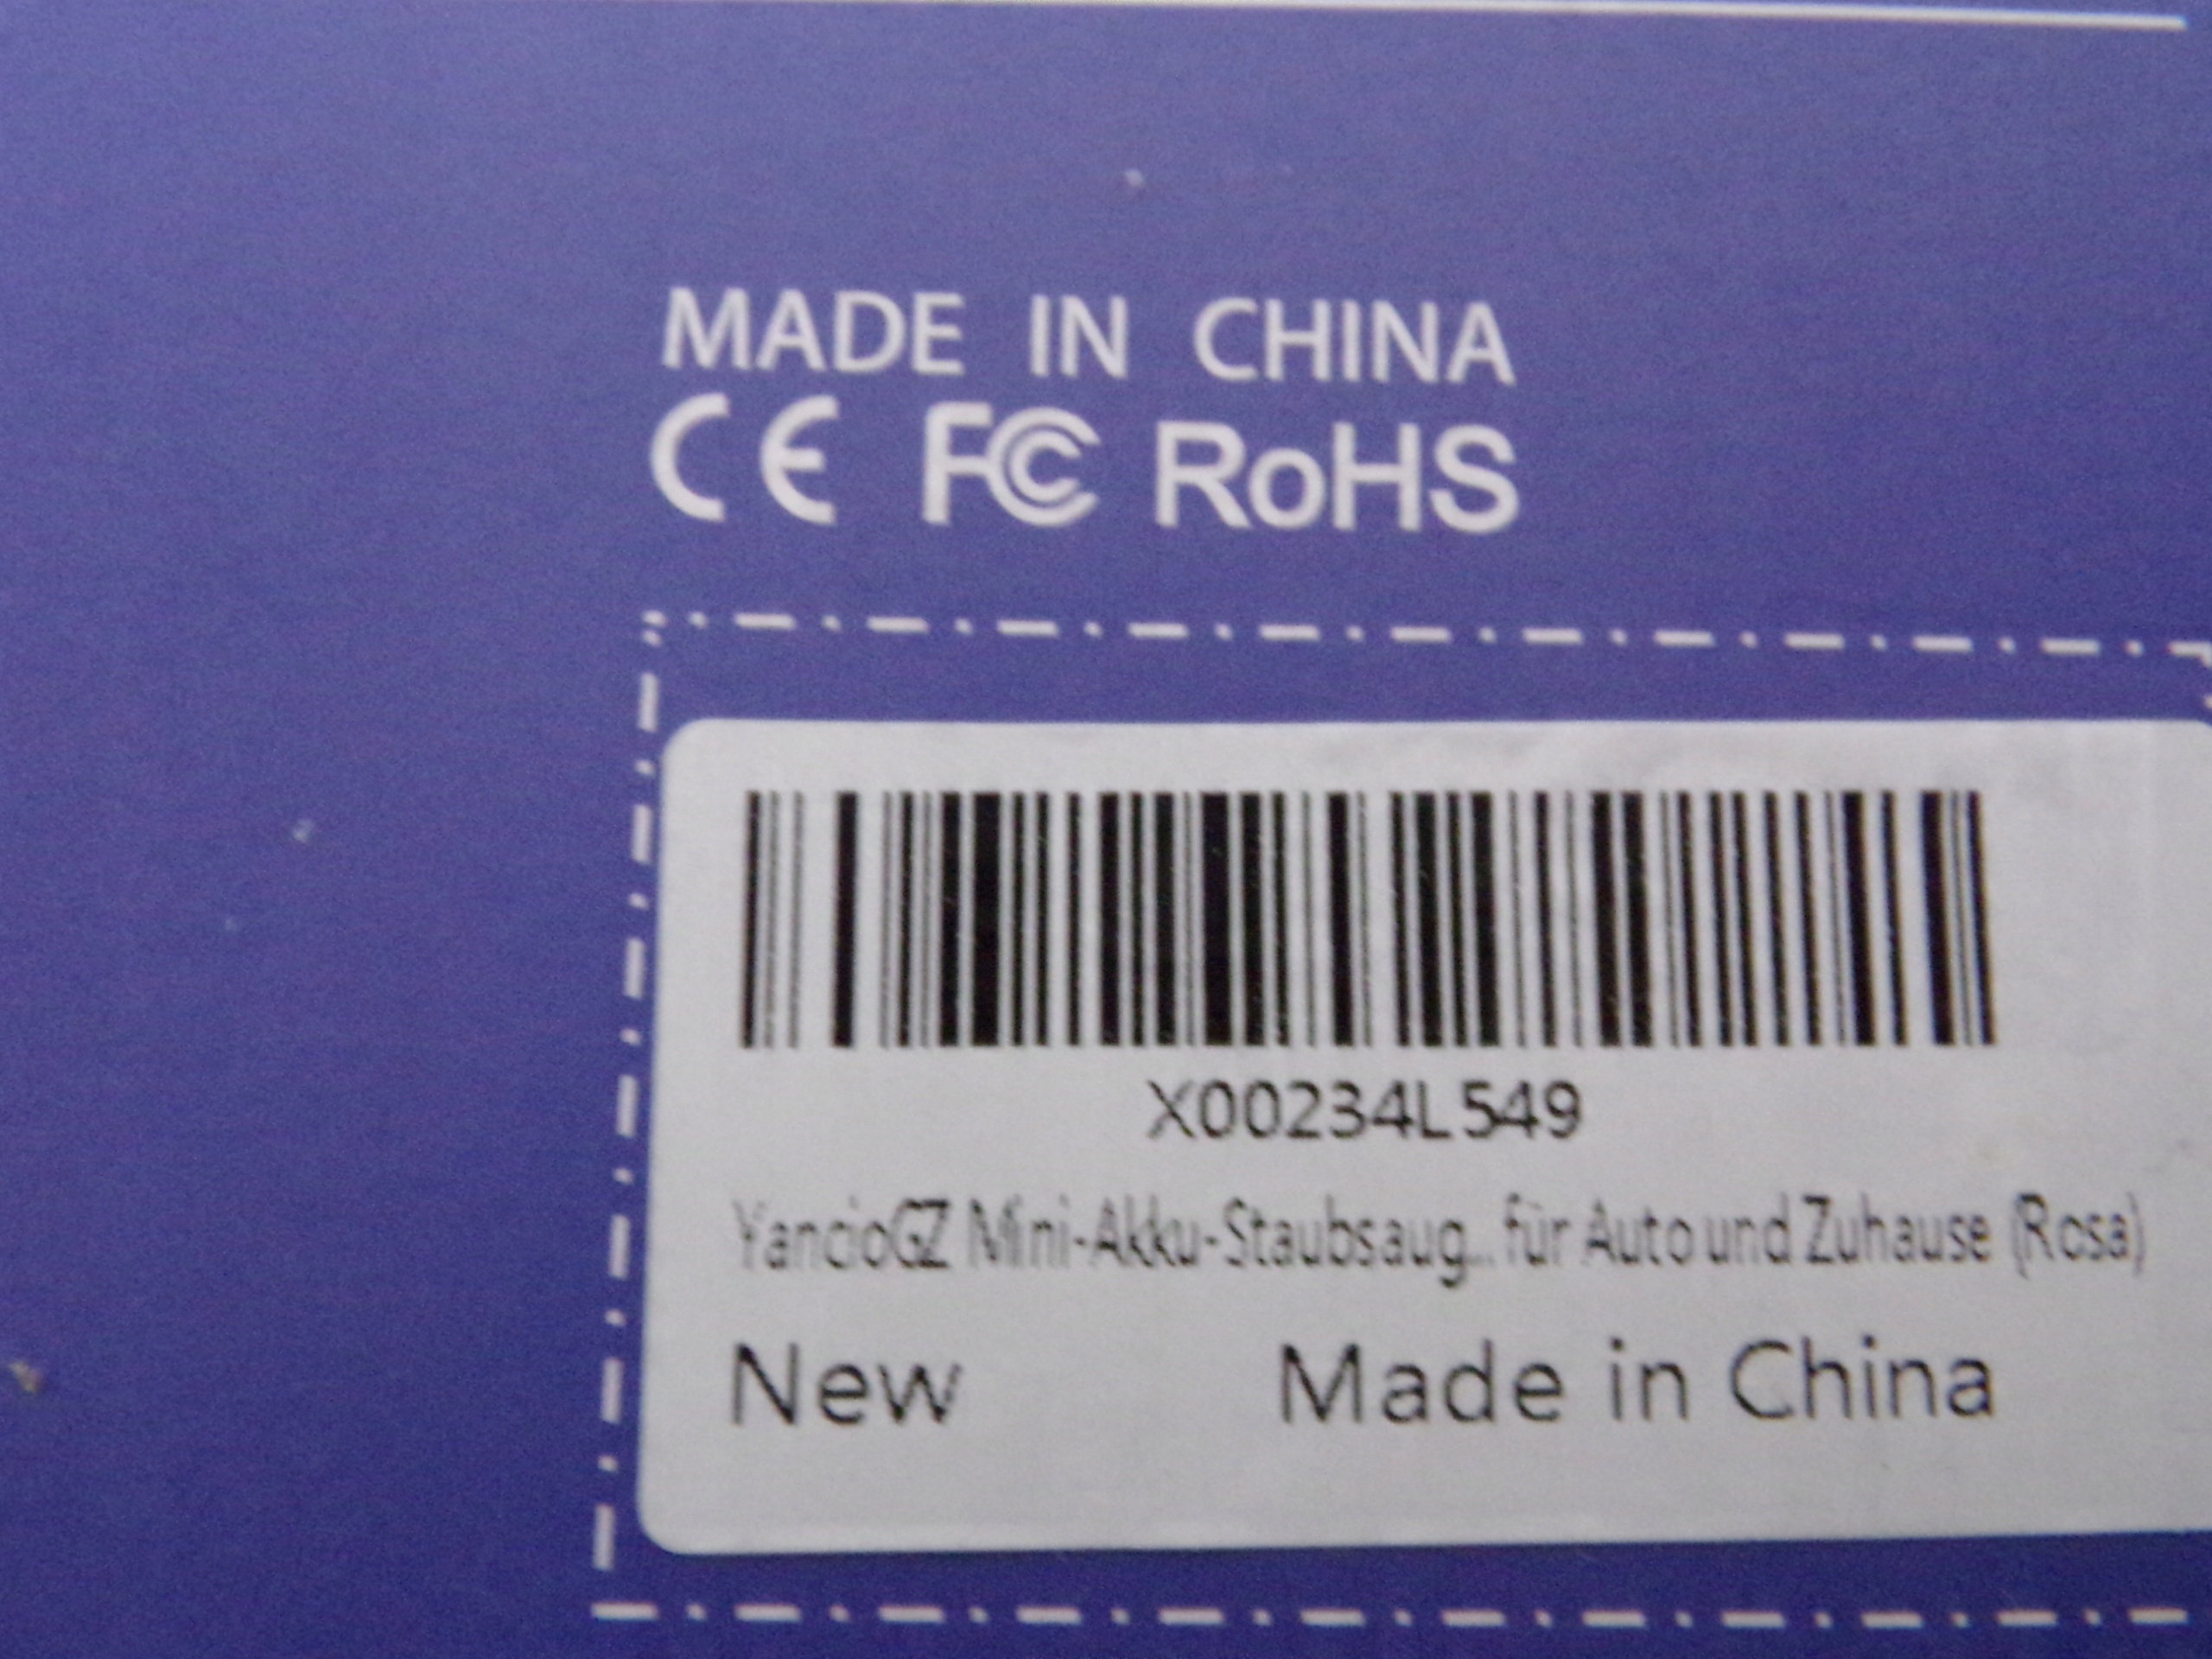 MADE IN CHINA
CE FC RoHS
X00234L549
YancioGZ Mini-Akku-Staubsaug... für Auto und Zuhause (Rosa)
New Made in China